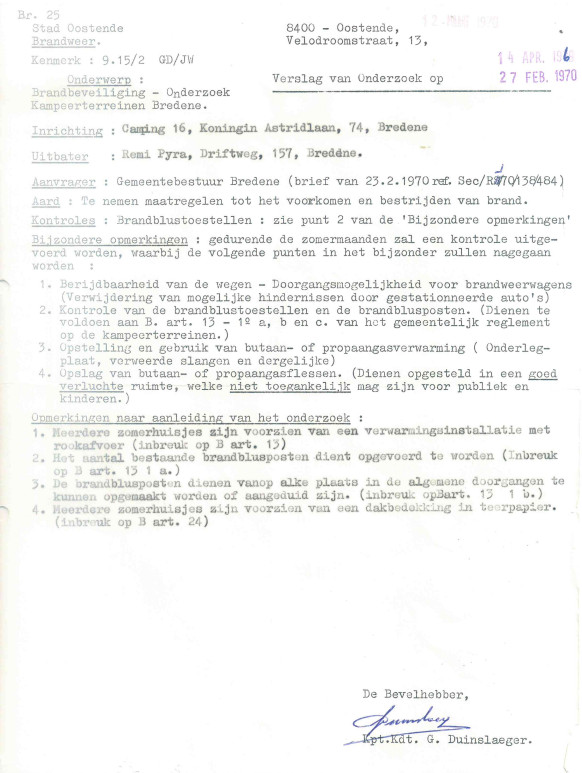 Br. 25
Stad Oostende
Brandweer.
8400 - Oostende,
Velodroomstraat, 13,
Kenmerk : 9.15/2 GD/JW
14 APR. 1976
Onderwerp :
Verslag van Onderzoek op 27 FEB. 1970
Brandbeveiliging - Onderzoek
Kampeerterreinen Bredene.
Inrichting : Camping 16, Koningin Astridlaan, 74, Bredene
Uitbater : Remi Pyra, Driftweg, 157, Bredene.
Aanvrager : Gemeentebestuur Bredene (brief van 23.2.1970 ref. Sec/RV/70/138/484)
Aard : Te nemen maatregelen tot het voorkomen en bestrijden van brand.
Kontroles : Brandblustoestellen : zie punt 2 van de 'Bijzondere opmerkingen'
Bijzondere opmerkingen : gedurende de zomermaanden zal een kontrole uitge-
voerd worden, waarbij de volgende punten in het bijzonder zullen nagegaan
worden :
1. Berijdbaarheid van de wegen - Doorgangsmogelijkheid voor brandweerwagens
(Verwijdering van mogelijke hindernissen door gestationneerde auto's)
2. Kontrole van de brandblustoestellen en de brandblusposten. (Dienen te
voldoen aan B. art. 13 - 1º a, b en c. van het gemeentelijk reglement
op de kampeerterreinen.)
3. Opstelling en gebruik van butaan- of propaangasverwarming ( Onderleg-
plaat, verweerde slangen en dergelijke)
4. Opslag van butaan- of propaangasflessen. (Dienen opgesteld in een goed
verluchte ruimte, welke niet toegankelijk mag zijn voor publiek en
kinderen.)
Opmerkingen naar aanleiding van het onderzoek :
1. Meerdere zomerhuisjes zijn voorzien van een verwarmingsinstallatie met
rookafvoer (inbreuk op B art. 13)
2. Het aantal bestaande brandblusposten dient opgevoerd te worden (Inbreuk
op B art. 13 1 a.)
3. De brandblusposten dienen vanop alke plaats in de algemene doorgangen te
kunnen opgemaakt worden of aangeduid zijn. (inbreuk opBart. 13 1 b.)
4. Meerdere zomerhuisjes zijn voorzien van een dakbedekking in teerpapier.
(inbreuk op B art. 24)
De Bevelhebber,
Kpt.Kdt. G. Duinslaeger.